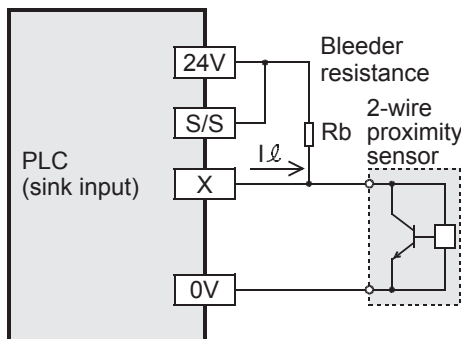 24V
Bleeder
resistance
S/S
2-wire
proximity
sensor
Rb
PLC
(sink input)
Iℓ
X
0V